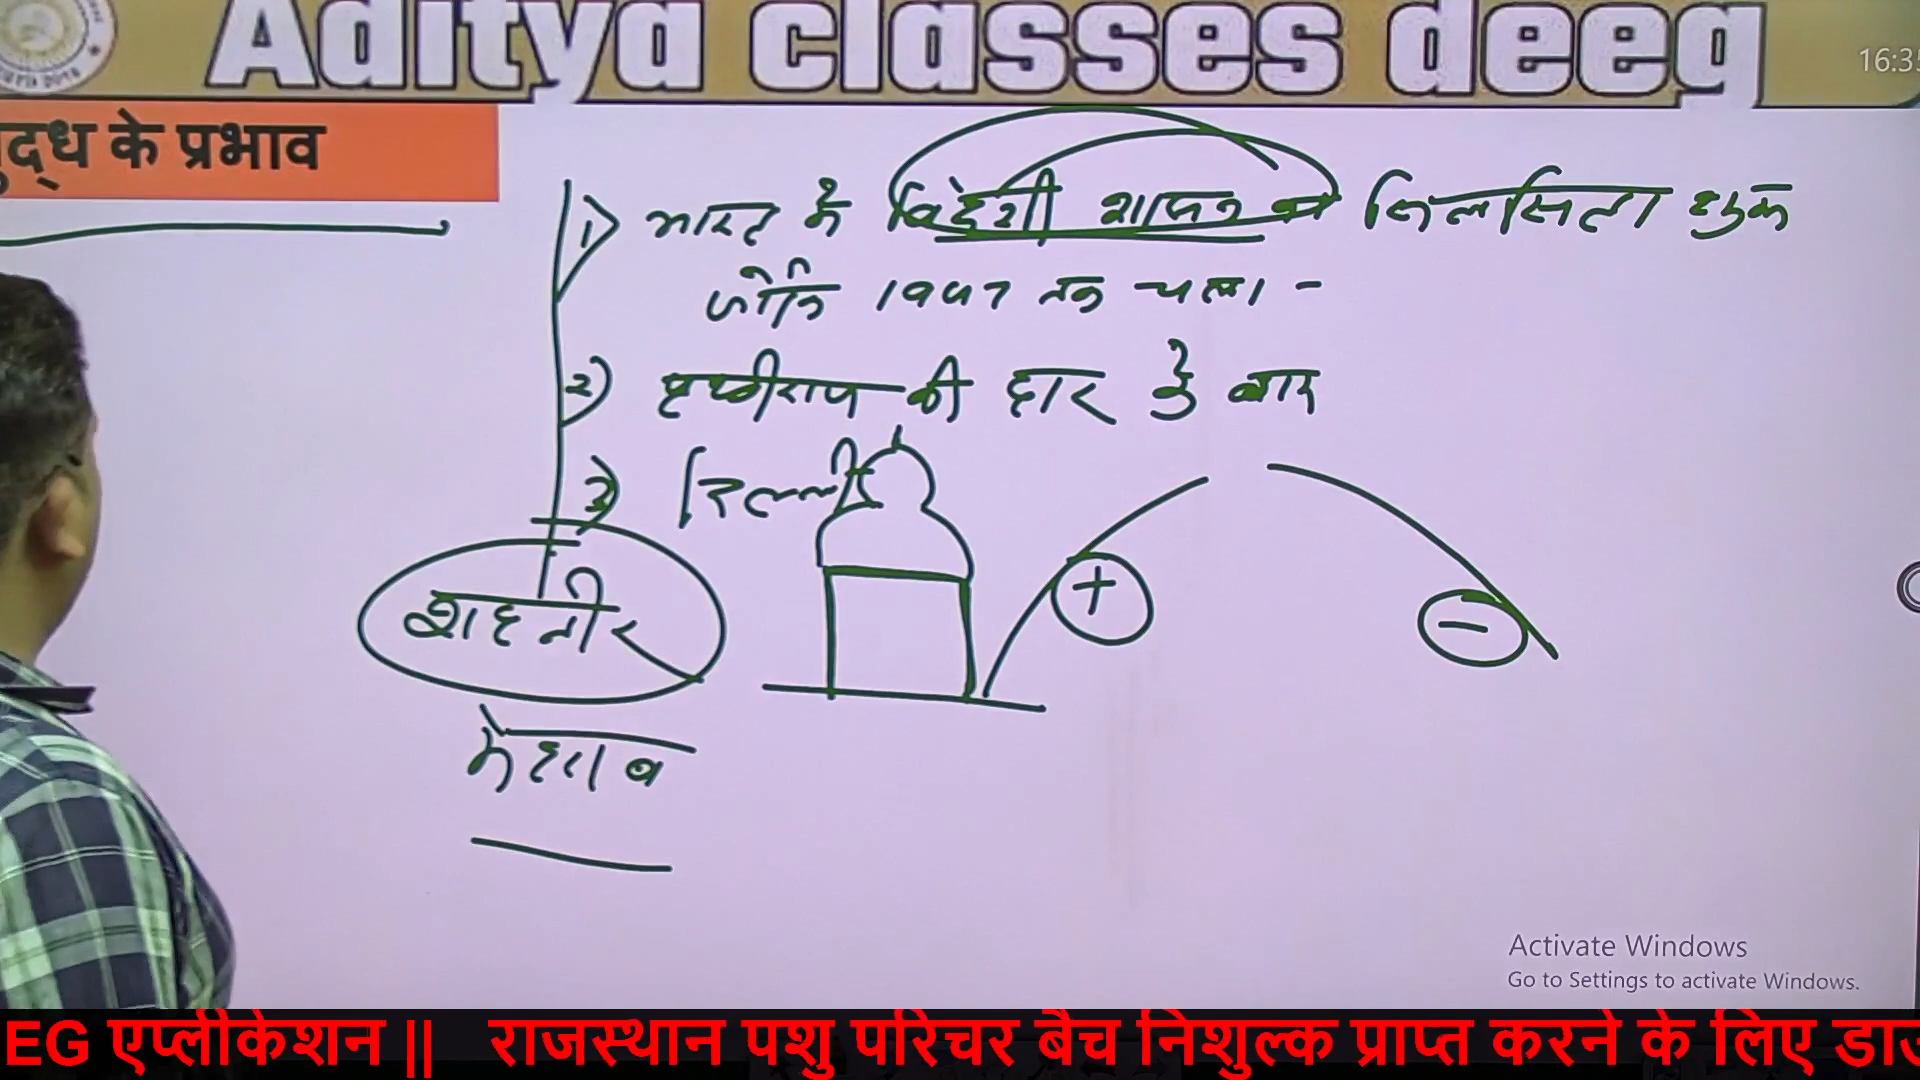 Aditya classes deeg
16:35
युद्ध के प्रभाव
1) भारत में विदेशी शासन का सिलसिला शुरू
जोकि 1947 तक चला -
2) पृथ्वीराज की हार के बाद
3) दिल्ली
+
-
शहतीर
मेहराब
Activate Windows
Go to Settings to activate Windows.
EG एप्लीकेशन || राजस्थान पशु परिचर बैच निशुल्क प्राप्त करने के लिए डाउ